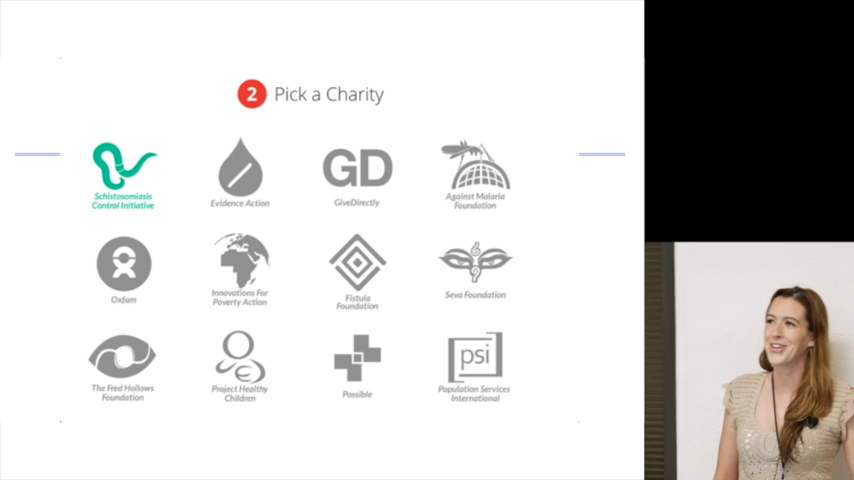 2 Pick a Charity
Schistosomiasis
Control Initiative
Evidence Action
GD
GiveDirectly
Against Malaria
Foundation
Oxfam
Innovations For
Poverty Action
Fistula
Foundation
Seva Foundation
The Fred Hollows
Foundation
Project Healthy
Children
Possible
psi
Population Services
International